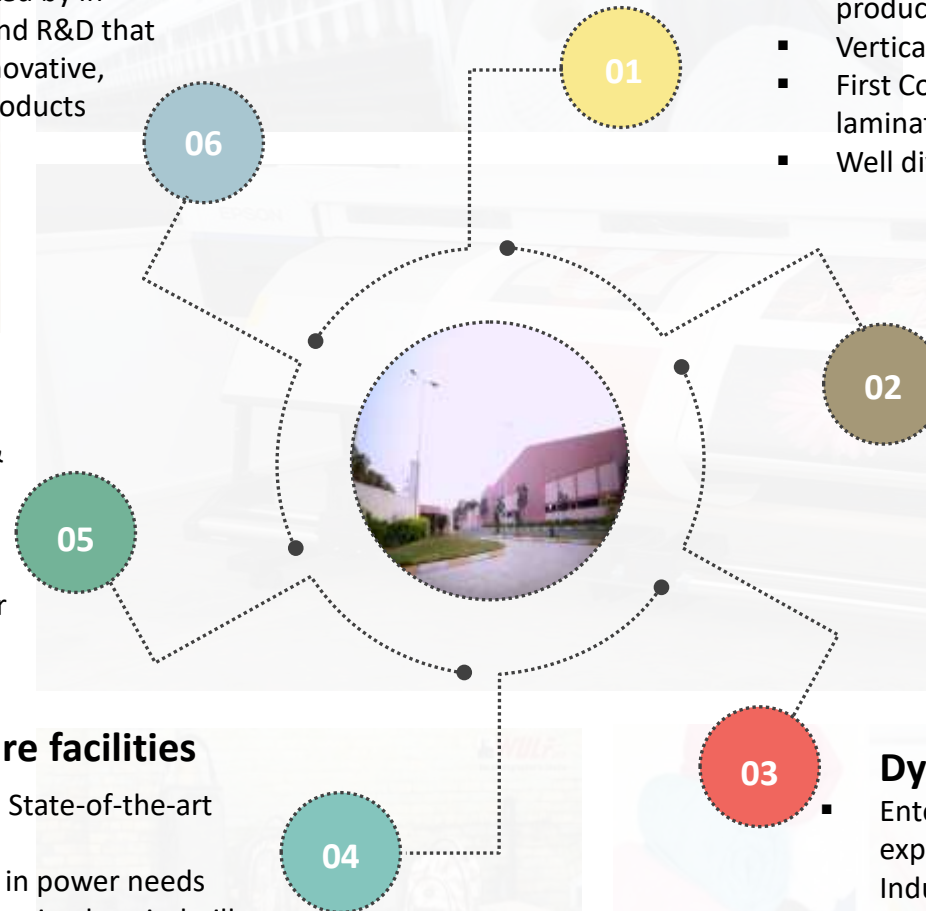 nd R&D that
novative,
oducts
06
01
produc
Vertica
First Co
laminat
Well di
02
&
05
r
re facilities
State-of-the-art
in power needs
04
03
Dy
Ente
exp
Indu
EPSON